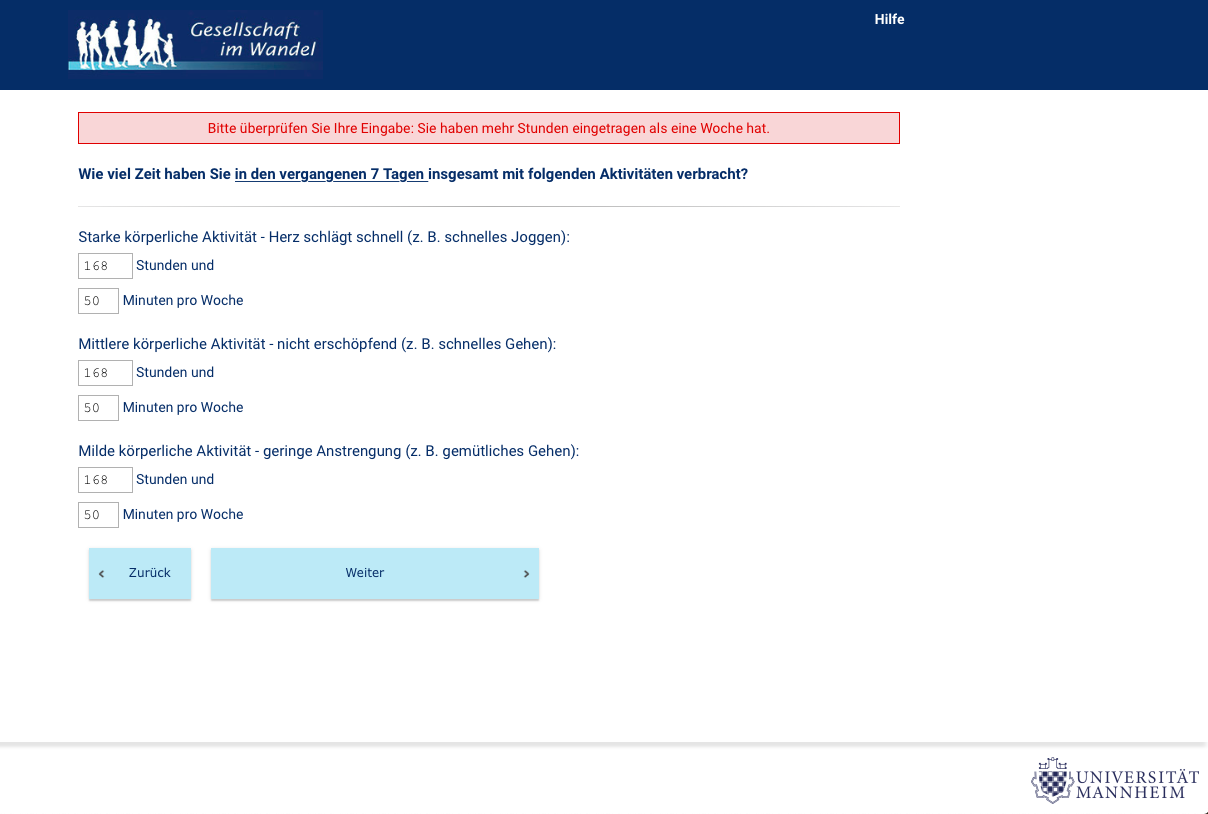 Gesellschaft
im Wandel
Hilfe
Bitte überprüfen Sie Ihre Eingabe: Sie haben mehr Stunden eingetragen als eine Woche hat.
Wie viel Zeit haben Sie in den vergangenen 7 Tagen insgesamt mit folgenden Aktivitäten verbracht?
Starke körperliche Aktivität - Herz schlägt schnell (z. B. schnelles Joggen):
168 Stunden und
50 Minuten pro Woche
Mittlere körperliche Aktivität - nicht erschöpfend (z. B. schnelles Gehen):
168 Stunden und
50 Minuten pro Woche
Milde körperliche Aktivität - geringe Anstrengung (z. B. gemütliches Gehen):
168 Stunden und
50 Minuten pro Woche
‹ Zurück Weiter ›
UNIVERSITÄT
MANNHEIM